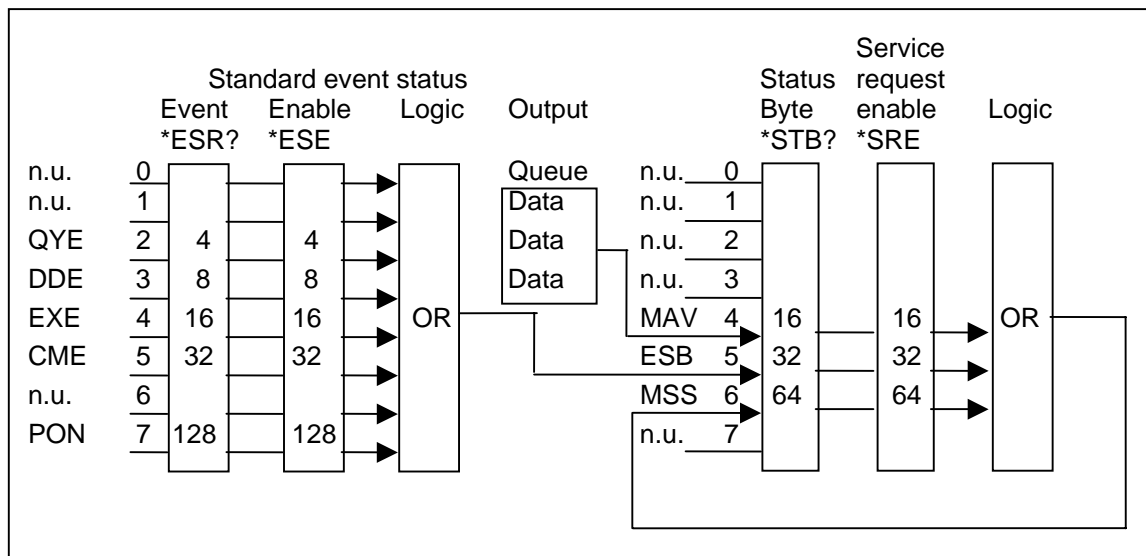 Service
Standard event status Status request
Event Enable Logic Output Byte enable Logic
*ESR? *ESE *STB? *SRE
n.u. 0 Queue n.u. 0
n.u. 1 Data n.u. 1
QYE 2 4 4 Data n.u. 2
DDE 3 8 8 Data n.u. 3
EXE 4 16 16 OR MAV 4 16 16 OR
CME 5 32 32 ESB 5 32 32
n.u. 6 MSS 6 64 64
PON 7 128 128 n.u. 7